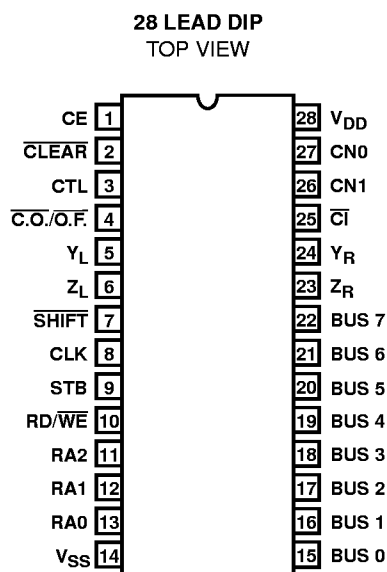 28 LEAD DIP
TOP VIEW
CE 1 28 VDD
CLEAR 2 27 CN0
CTL 3 26 CN1
C.O./O.F. 4 25 CI
YL 5 24 YR
ZL 6 23 ZR
SHIFT 7 22 BUS 7
CLK 8 21 BUS 6
STB 9 20 BUS 5
RD/WE 10 19 BUS 4
RA2 11 18 BUS 3
RA1 12 17 BUS 2
RA0 13 16 BUS 1
VSS 14 15 BUS 0